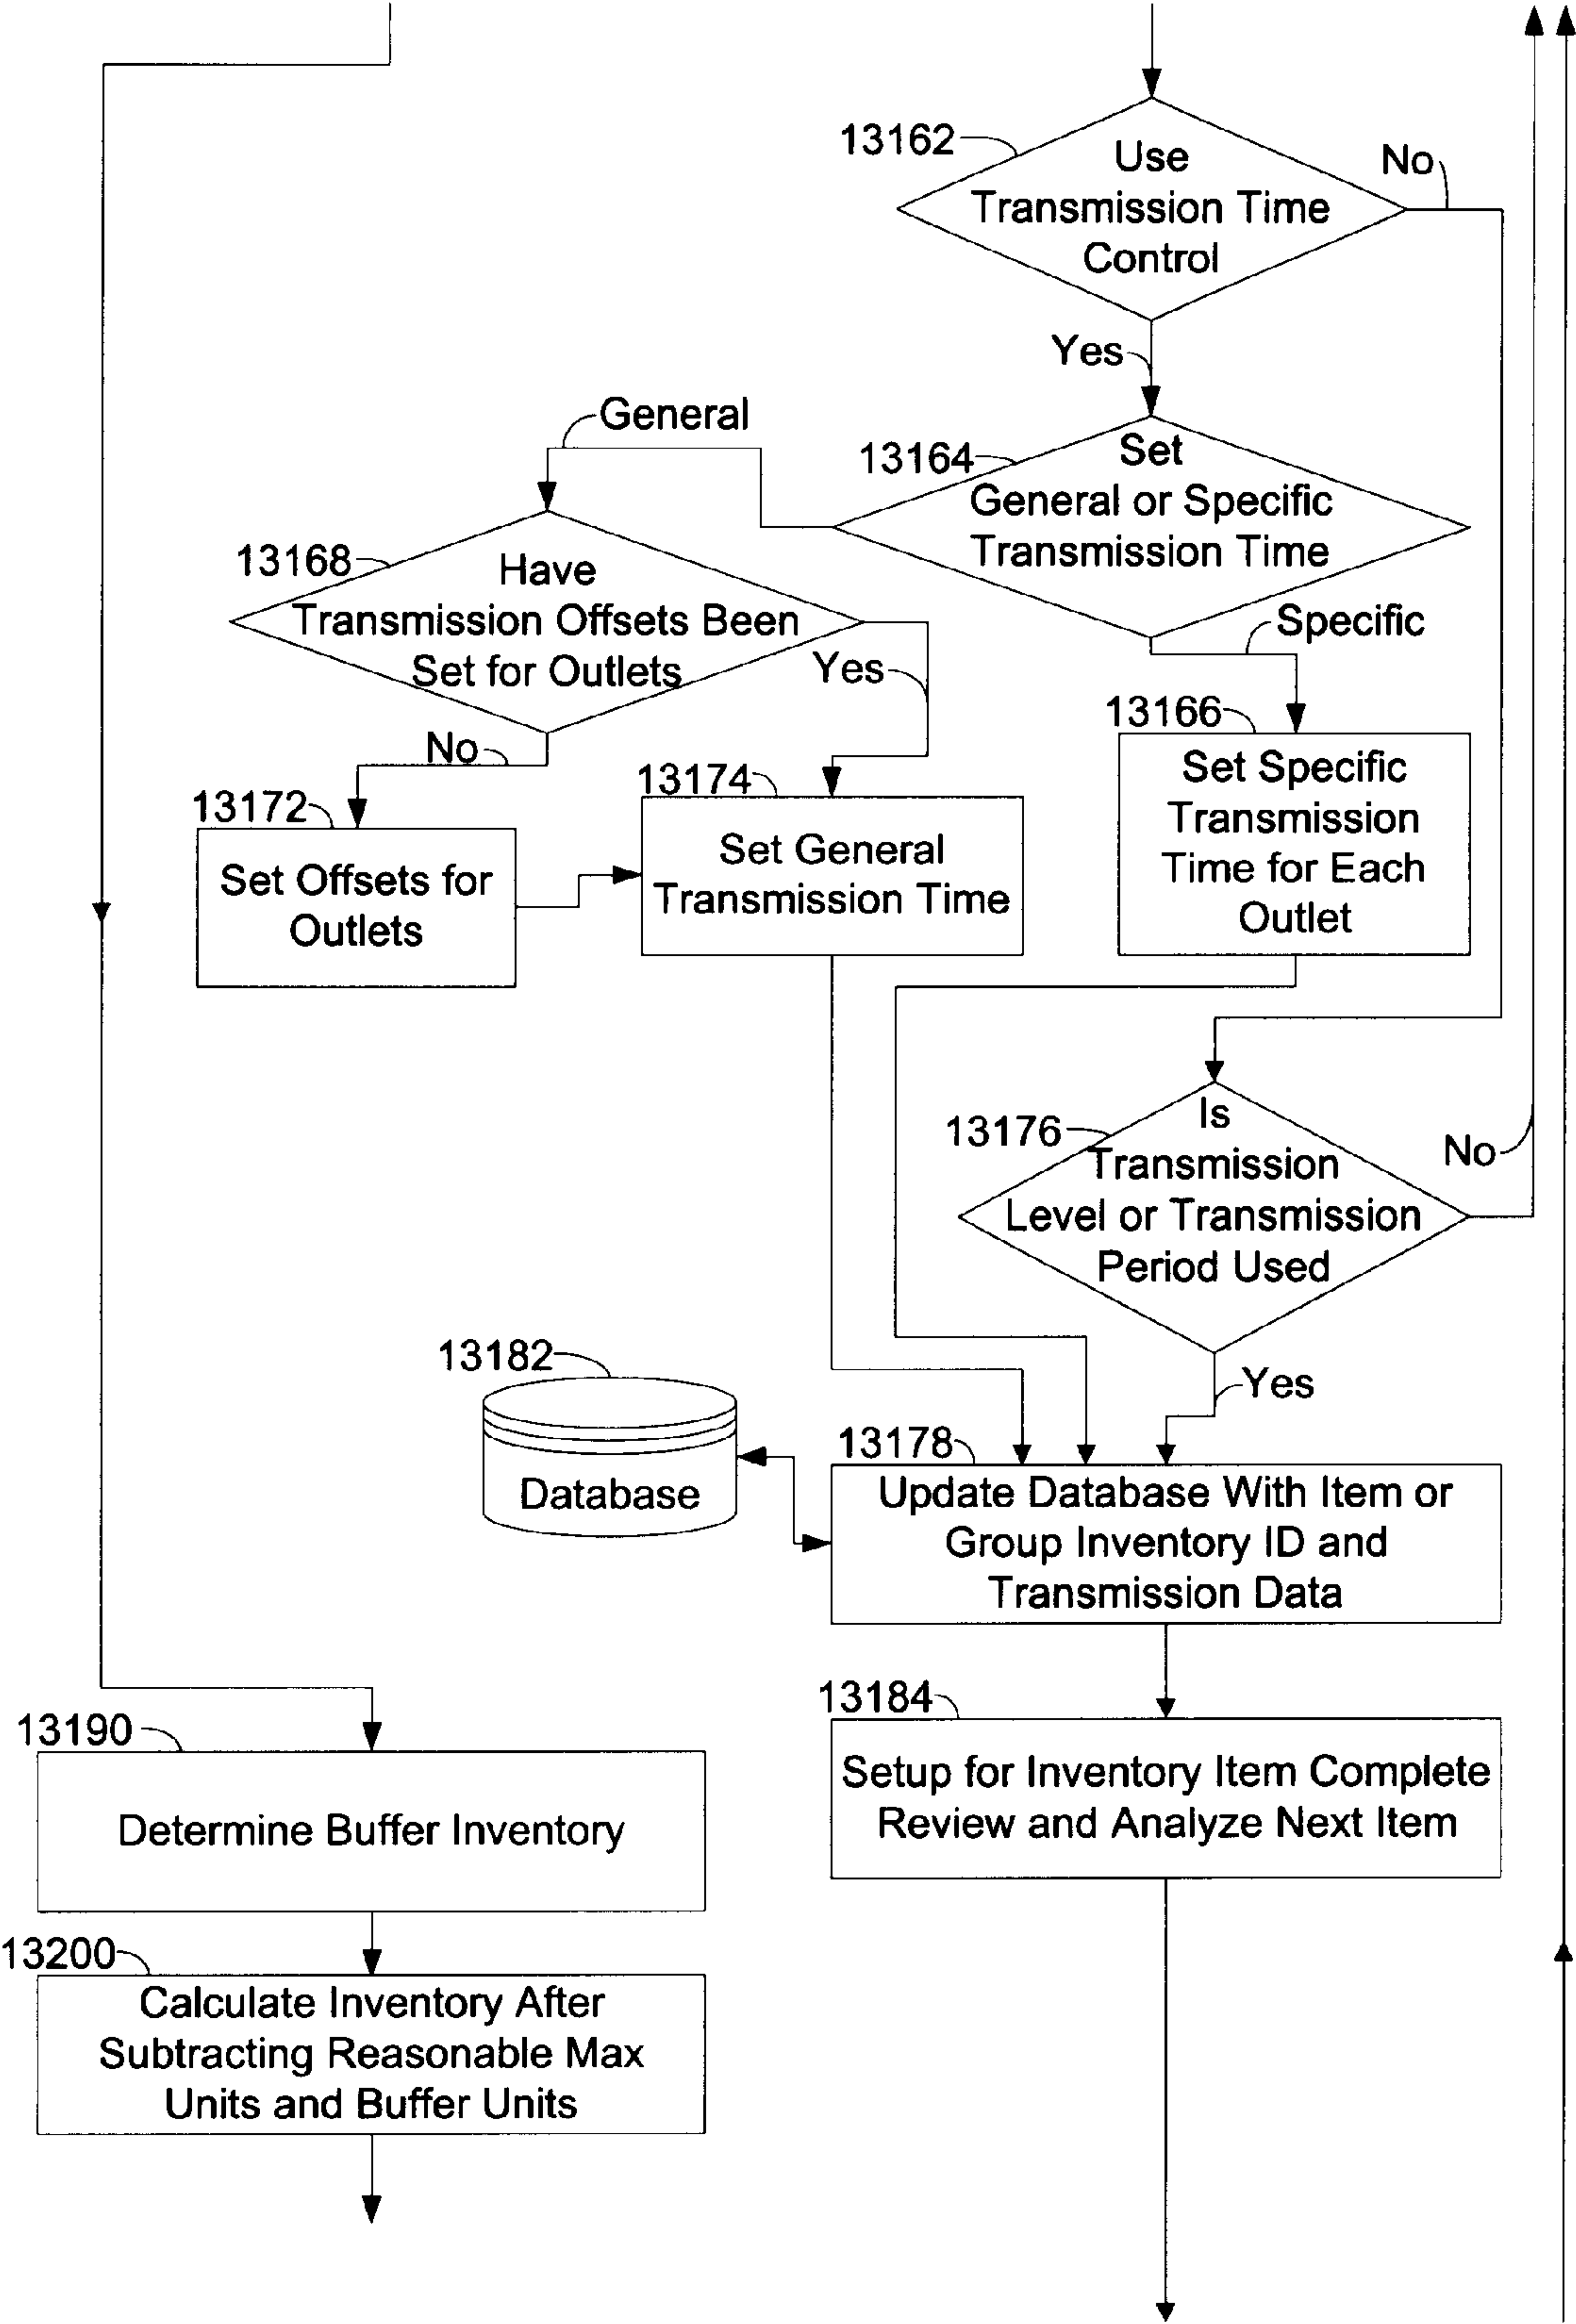 13162
Use
Transmission Time
Control
No
Yes
General
13164
Set
General or Specific
Transmission Time
13168
Have
Transmission Offsets Been
Set for Outlets
Yes
Specific
No
13166
Set Specific
Transmission
Time for Each
Outlet
13172
Set Offsets for
Outlets
13174
Set General
Transmission Time
13176
Is
Transmission
Level or Transmission
Period Used
No
Yes
13182
Database
13178
Update Database With Item or
Group Inventory ID and
Transmission Data
13184
Setup for Inventory Item Complete
Review and Analyze Next Item
13190
Determine Buffer Inventory
13200
Calculate Inventory After
Subtracting Reasonable Max
Units and Buffer Units